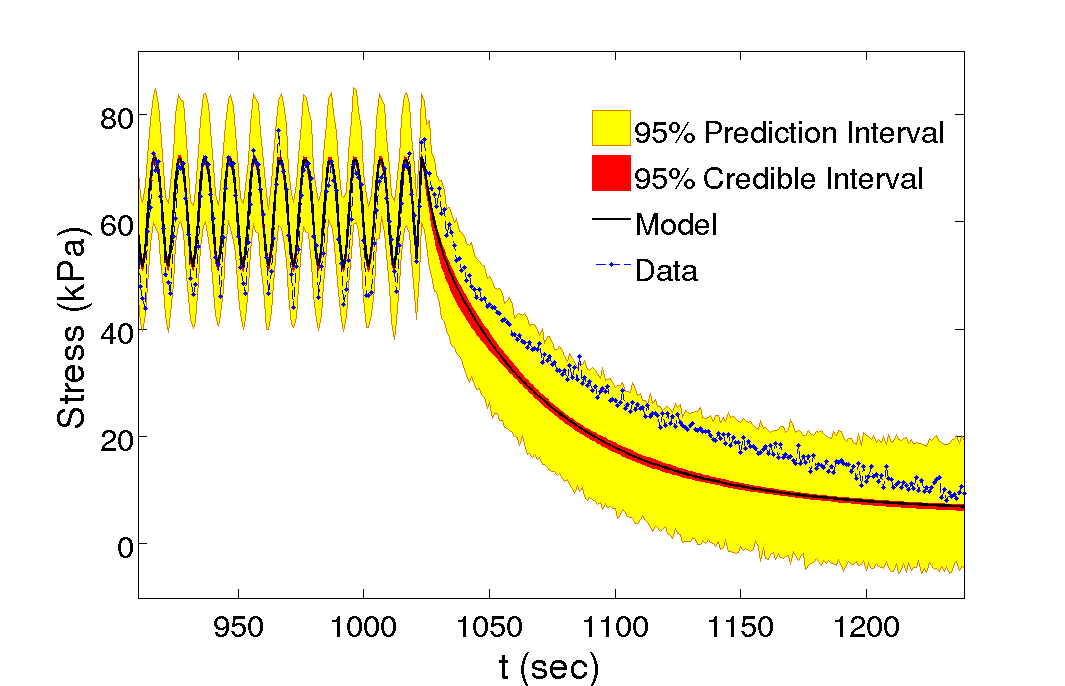 80
60
40
20
0
Stress (kPa)
95% Prediction Interval
95% Credible Interval
Model
Data
950 1000 1050 1100 1150 1200
t (sec)